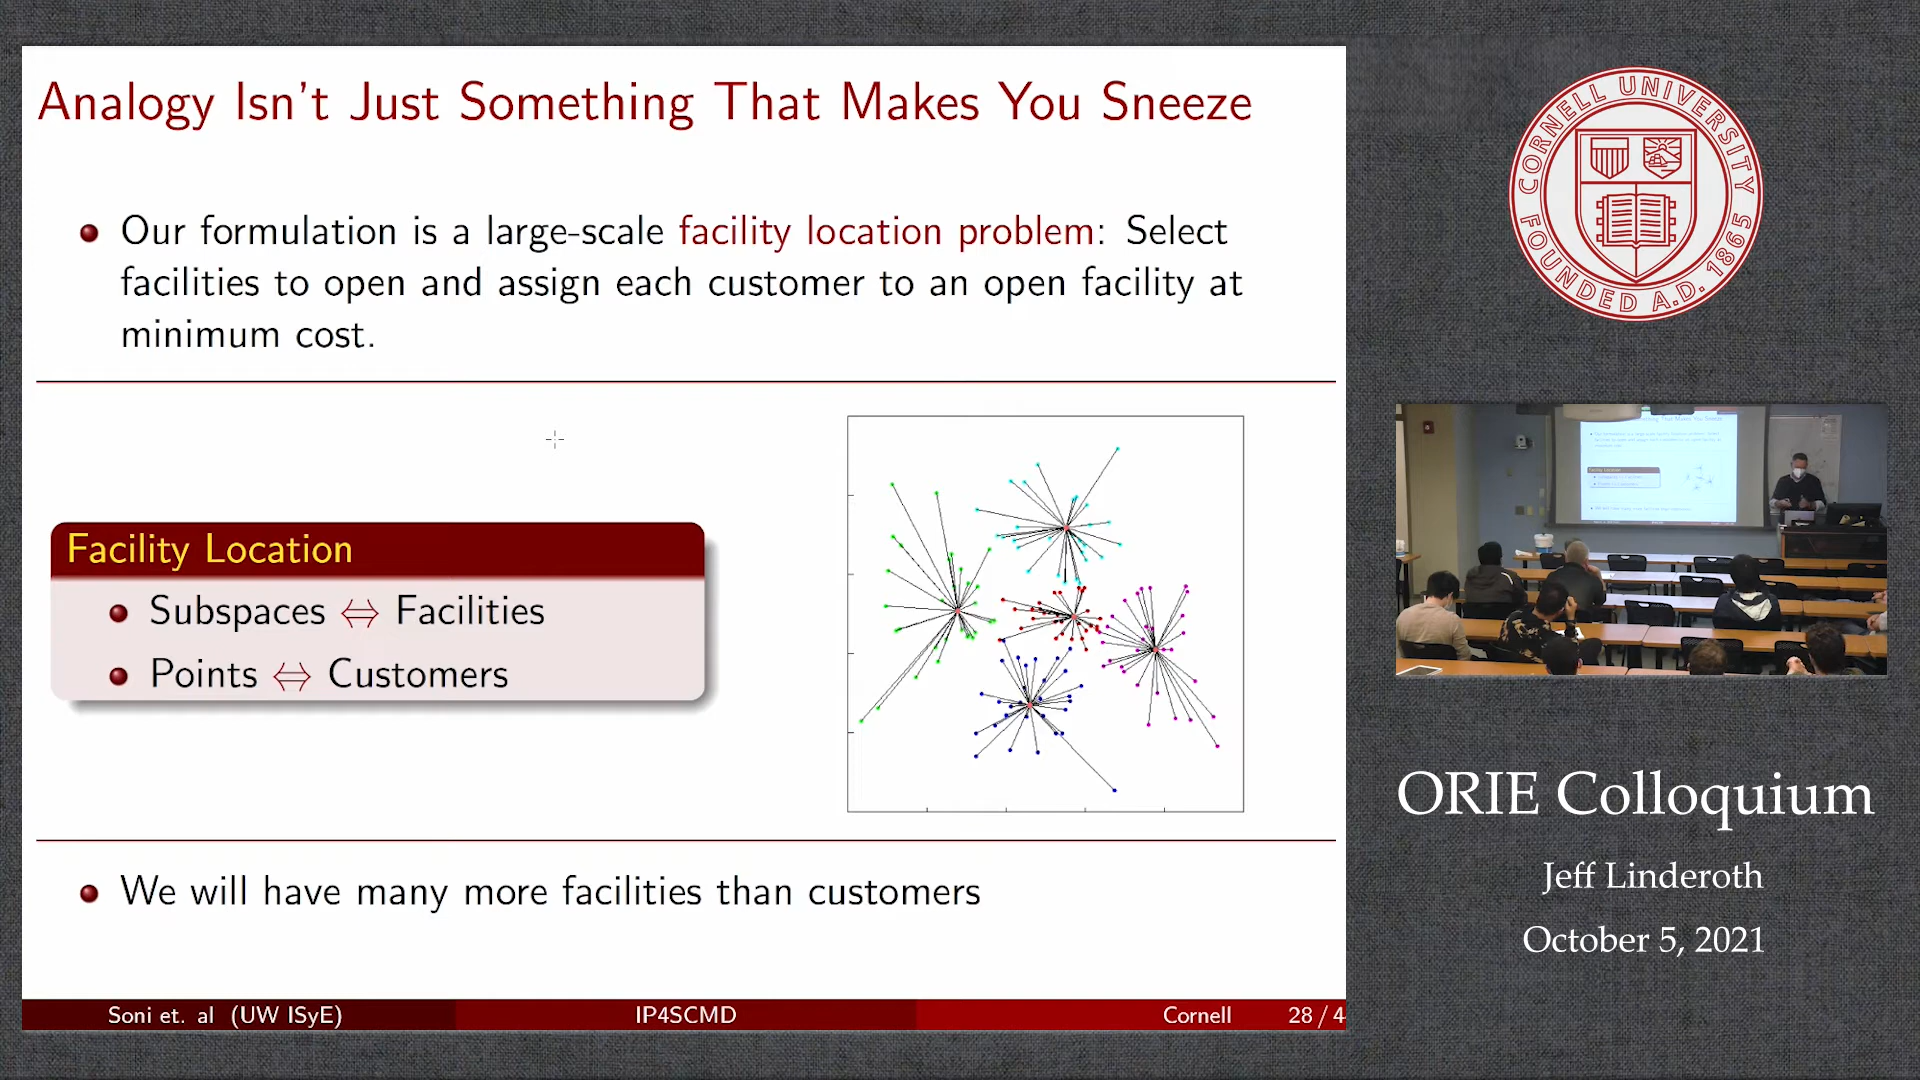 Analogy Isn't Just Something That Makes You Sneeze
Our formulation is a large-scale facility location problem: Select
facilities to open and assign each customer to an open facility at
minimum cost.
Facility Location
Subspaces ⇔ Facilities
Points ⇔ Customers
We will have many more facilities than customers
Soni et. al (UW ISyE)
IP4SCMD
Cornell
28 / 4
CORNELL UNIVERSITY
FOUNDED A.D. 1865
ORIE Colloquium
Jeff Linderoth
October 5, 2021